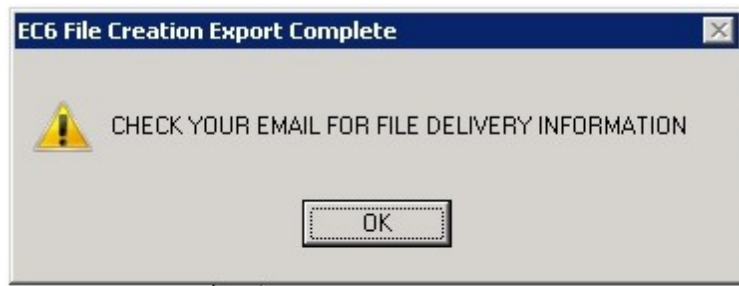 EC6 File Creation Export Complete
CHECK YOUR EMAIL FOR FILE DELIVERY INFORMATION
OK